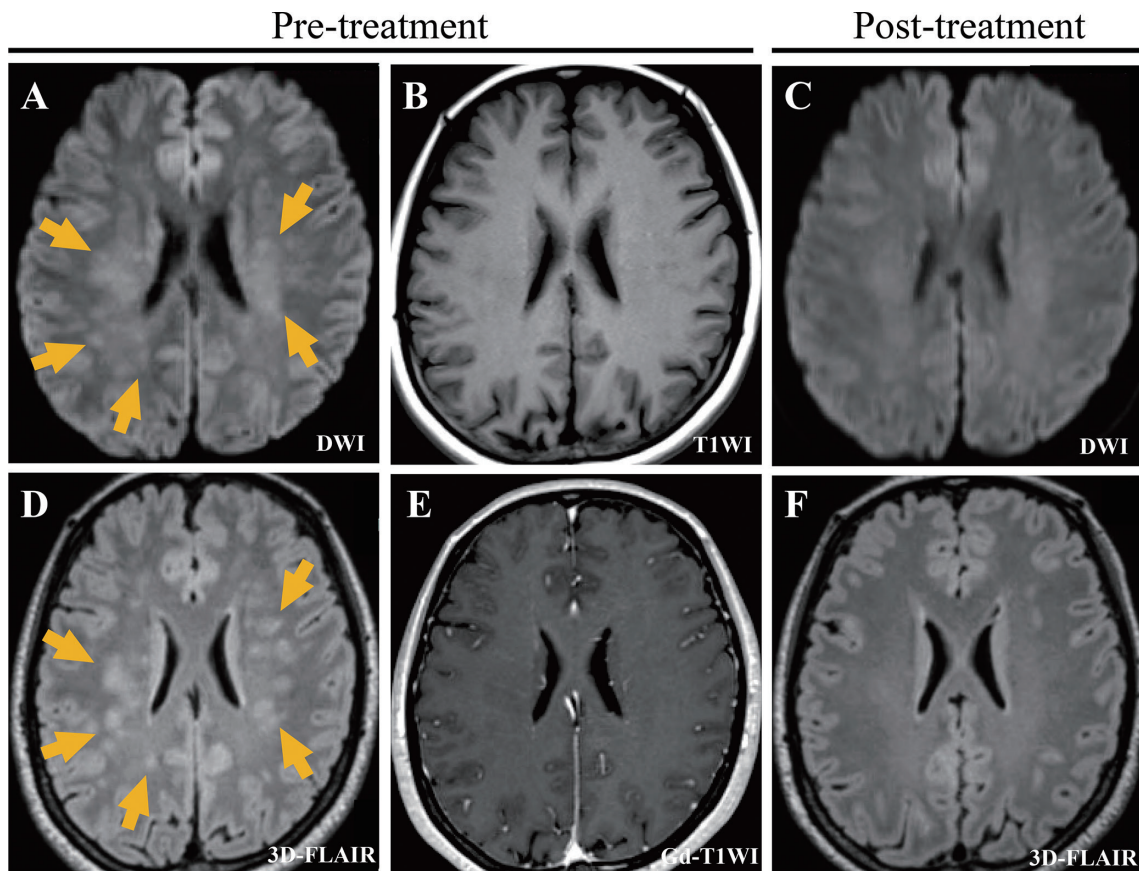 Pre-treatment
Post-treatment
A
DWI
B
T1WI
C
DWI
D
3D-FLAIR
E
Gd-T1WI
F
3D-FLAIR